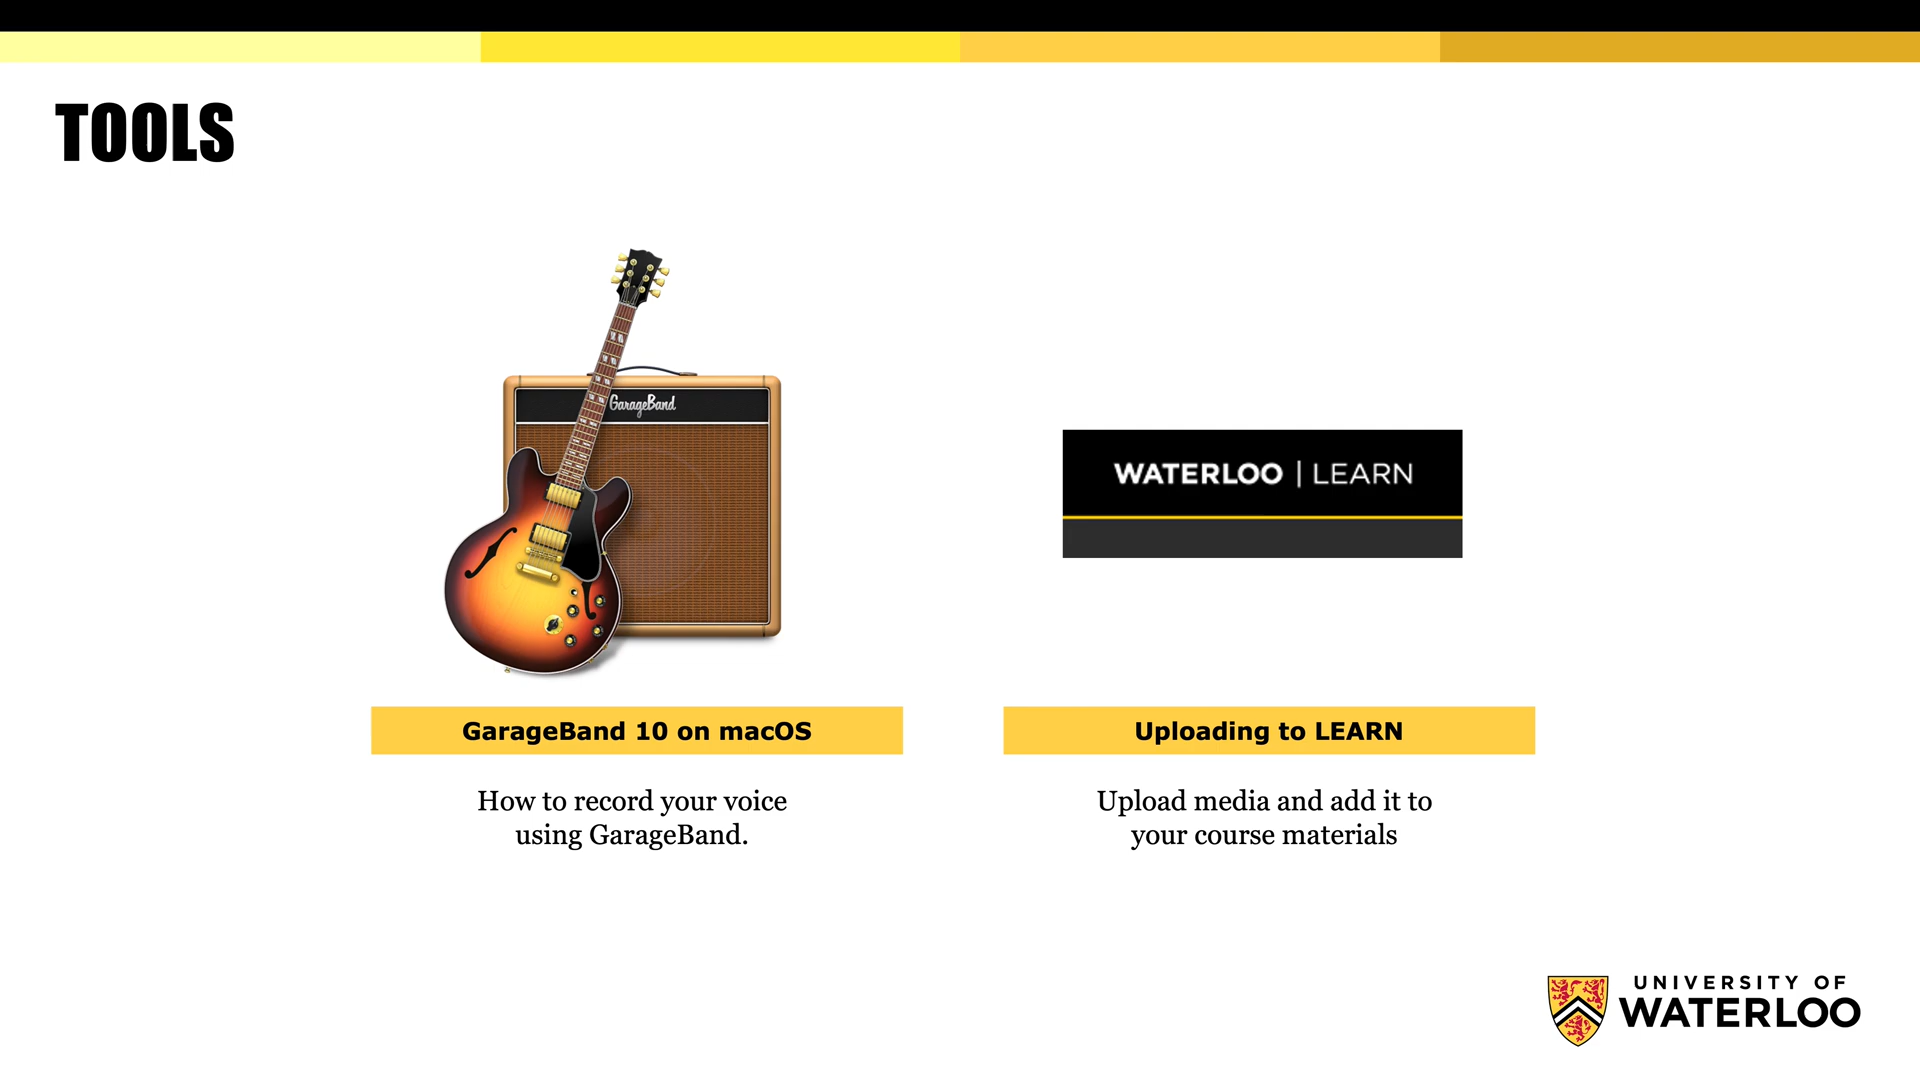 TOOLS
GarageBand
WATERLOO | LEARN
GarageBand 10 on macOS
How to record your voice
using GarageBand.
Uploading to LEARN
Upload media and add it to
your course materials
UNIVERSITY OF
WATERLOO